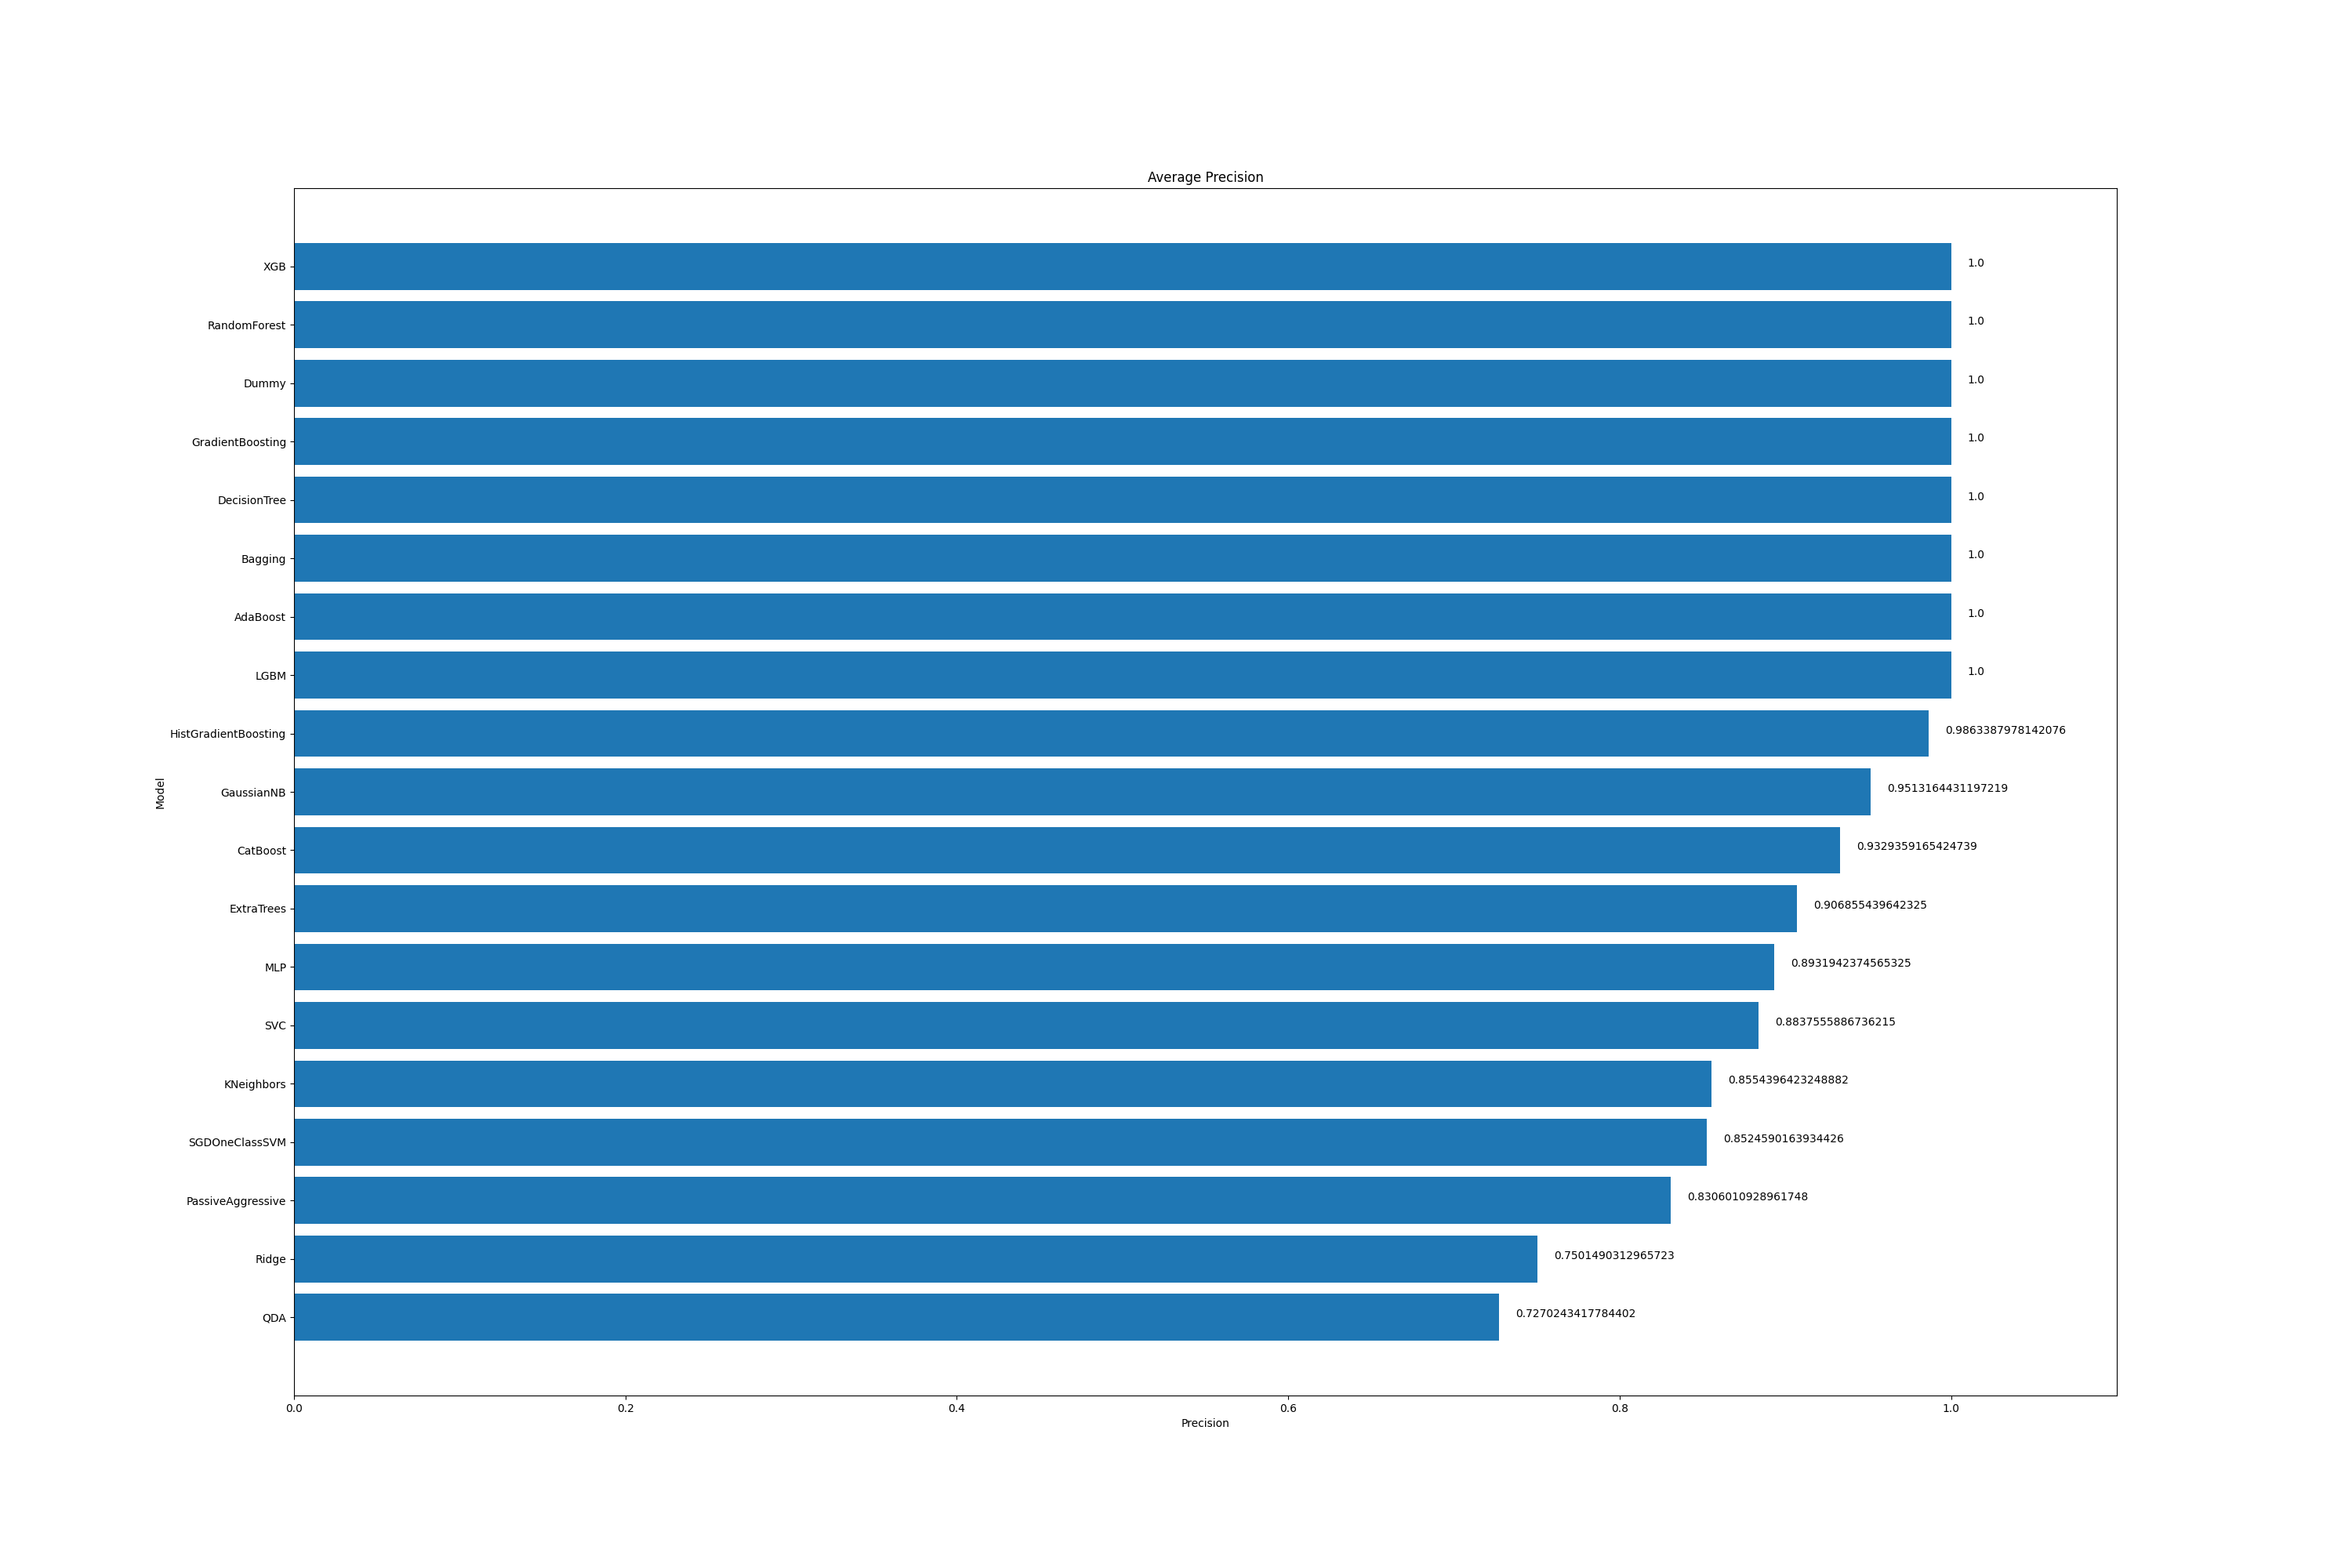 Average Precision
XGB 1.0
RandomForest 1.0
Dummy 1.0
GradientBoosting 1.0
DecisionTree 1.0
Bagging 1.0
AdaBoost 1.0
LGBM 1.0
HistGradientBoosting 0.9863387978142076
GaussianNB 0.9513164431197219
CatBoost 0.9329359165424739
ExtraTrees 0.906855439642325
MLP 0.8931942374565325
SVC 0.8837555886736215
KNeighbors 0.8554396423248882
SGDOneClassSVM 0.8524590163934426
PassiveAggressive 0.8306010928961748
Ridge 0.7501490312965723
QDA 0.7270243417784402
Model
0.0 0.2 0.4 0.6 0.8 1.0
Precision